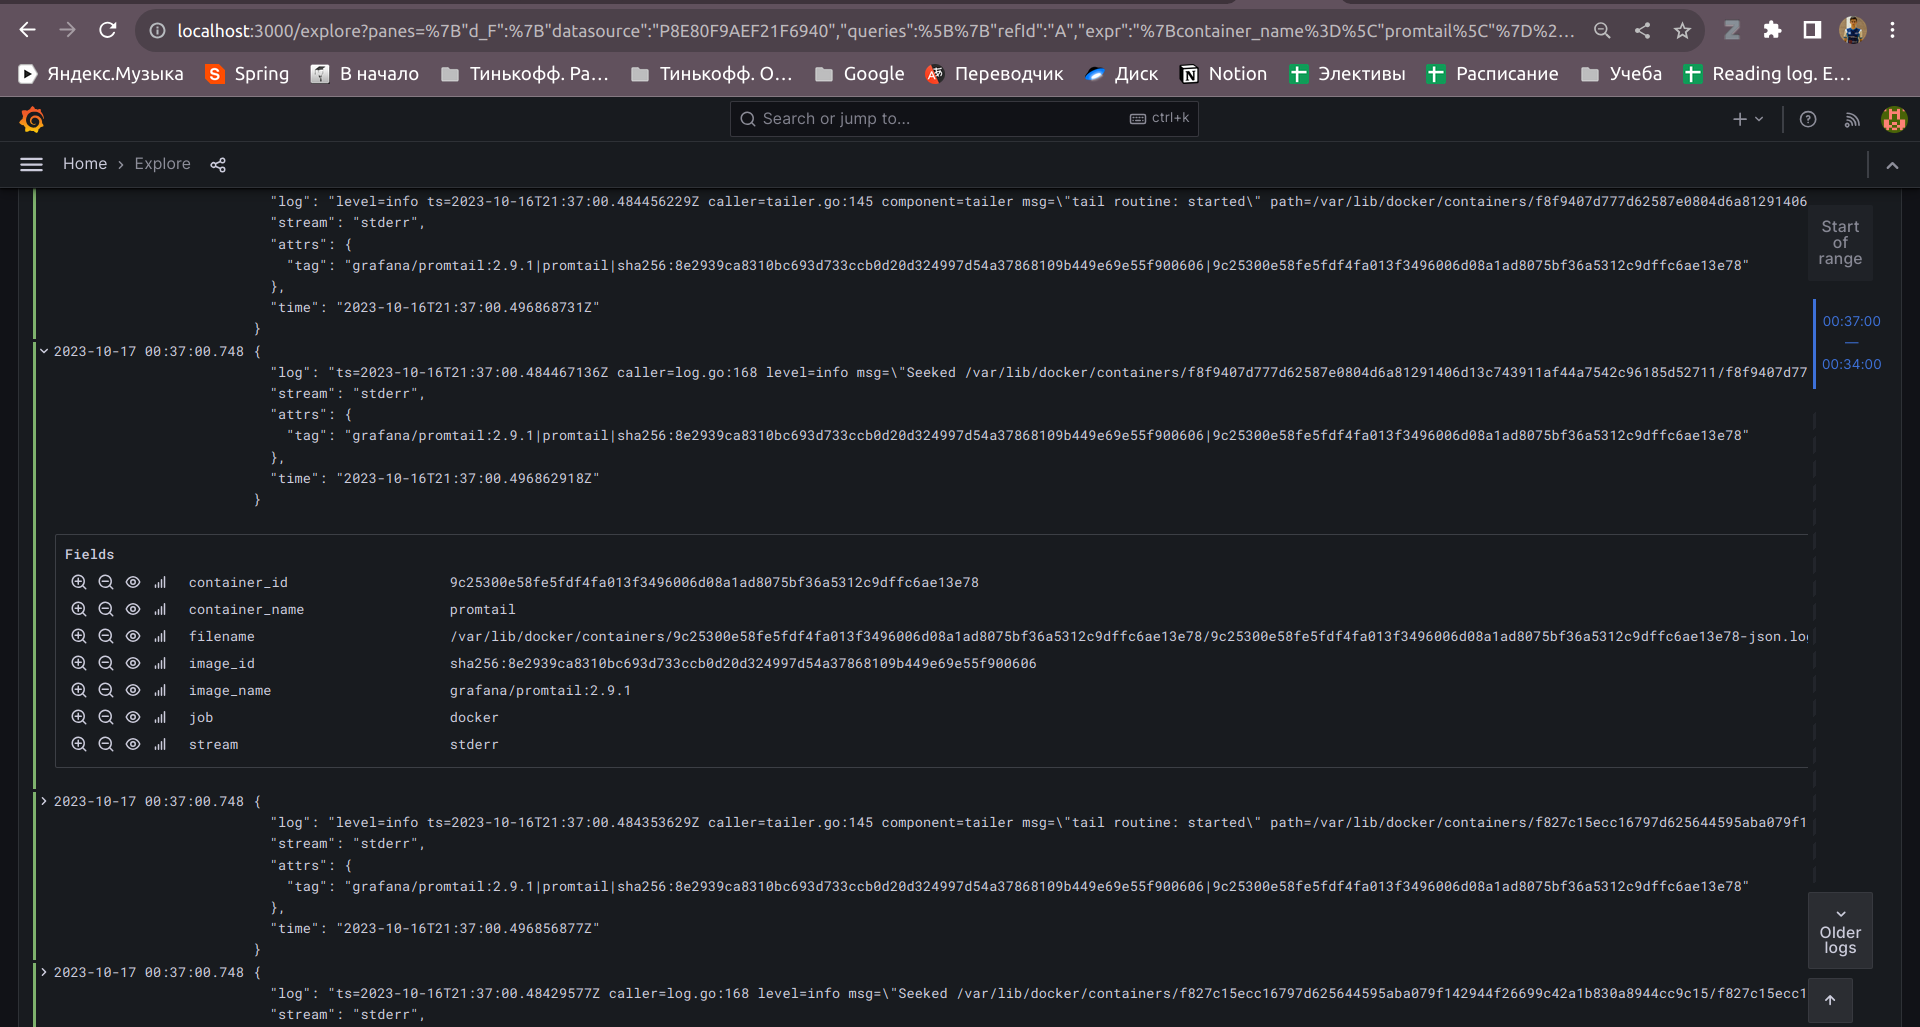 localhost:3000/explore?panes=%7B"d_F":%7B"datasource":"P8E80F9AEF21F6940","queries":%5B%7B"refId":"A","expr":"%7Bcontainer_name%3D%5C"promtail%5C"%7D%2...
Яндекс.Музыка Spring В начало Тинькофф. Ра... Тинькофф. О... Google Переводчик Диск Notion Элективы Расписание Учеба Reading log. E...
Search or jump to... ctrl+k
Home > Explore
"log": "level=info ts=2023-10-16T21:37:00.484456229Z caller=tailer.go:145 component=tailer msg=\"tail routine: started\" path=/var/lib/docker/containers/f8f9407d777d62587e0804d6a81291406
"stream": "stderr",
"attrs": {
"tag": "grafana/promtail:2.9.1|promtail|sha256:8e2939ca8310bc693d733ccb0d20d324997d54a37868109b449e69e55f900606|9c25300e58fe5fdf4fa013f3496006d08a1ad8075bf36a5312c9dffc6ae13e78"
},
"time": "2023-10-16T21:37:00.496868731Z"
}
2023-10-17 00:37:00.748 {
"log": "ts=2023-10-16T21:37:00.484467136Z caller=log.go:168 level=info msg=\"Seeked /var/lib/docker/containers/f8f9407d777d62587e0804d6a81291406d13c743911af44a7542c96185d52711/f8f9407d77
"stream": "stderr",
"attrs": {
"tag": "grafana/promtail:2.9.1|promtail|sha256:8e2939ca8310bc693d733ccb0d20d324997d54a37868109b449e69e55f900606|9c25300e58fe5fdf4fa013f3496006d08a1ad8075bf36a5312c9dffc6ae13e78"
},
"time": "2023-10-16T21:37:00.496862918Z"
}
Fields
container_id 9c25300e58fe5fdf4fa013f3496006d08a1ad8075bf36a5312c9dffc6ae13e78
container_name promtail
filename /var/lib/docker/containers/9c25300e58fe5fdf4fa013f3496006d08a1ad8075bf36a5312c9dffc6ae13e78/9c25300e58fe5fdf4fa013f3496006d08a1ad8075bf36a5312c9dffc6ae13e78-json.log
image_id sha256:8e2939ca8310bc693d733ccb0d20d324997d54a37868109b449e69e55f900606
image_name grafana/promtail:2.9.1
job docker
stream stderr
2023-10-17 00:37:00.748 {
"log": "level=info ts=2023-10-16T21:37:00.484353629Z caller=tailer.go:145 component=tailer msg=\"tail routine: started\" path=/var/lib/docker/containers/f827c15ecc16797d625644595aba079f1
"stream": "stderr",
"attrs": {
"tag": "grafana/promtail:2.9.1|promtail|sha256:8e2939ca8310bc693d733ccb0d20d324997d54a37868109b449e69e55f900606|9c25300e58fe5fdf4fa013f3496006d08a1ad8075bf36a5312c9dffc6ae13e78"
},
"time": "2023-10-16T21:37:00.496856877Z"
}
2023-10-17 00:37:00.748 {
"log": "ts=2023-10-16T21:37:00.48429577Z caller=log.go:168 level=info msg=\"Seeked /var/lib/docker/containers/f827c15ecc16797d625644595aba079f142944f26699c42a1b830a8944cc9c15/f827c15ecc1
"stream": "stderr",
Start
of
range
00:37:00
—
00:34:00
Older
logs